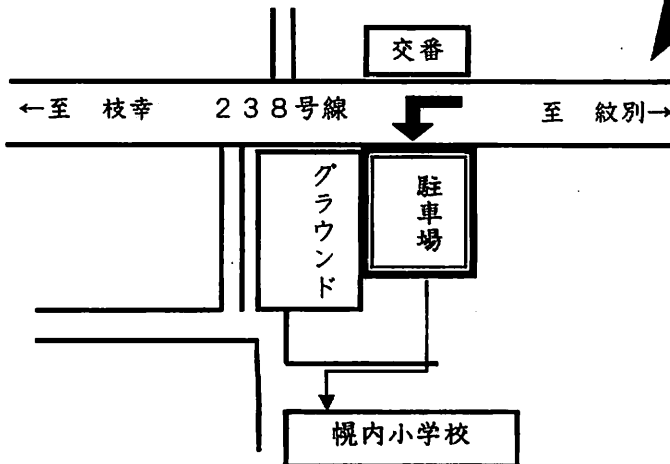 交番
←至　枝幸　２３８号線　至　紋別→
グラウンド
駐車場
幌内小学校